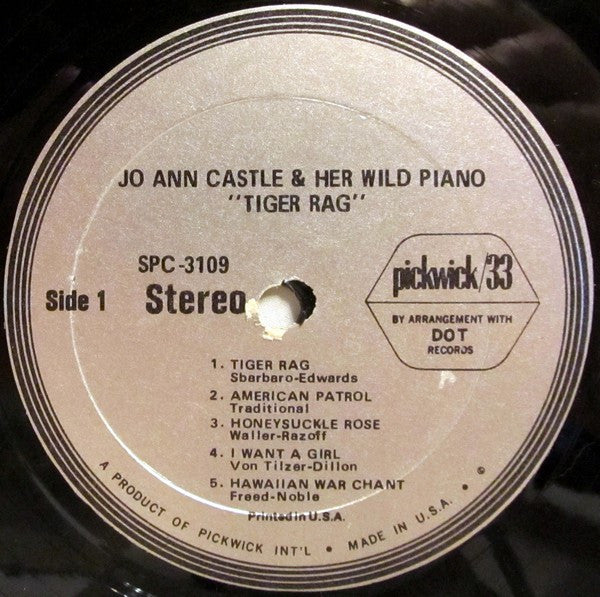 JO ANN CASTLE & HER WILD PIANO
"TIGER RAG"
SPC-3109
Side 1 Stereo
pickwick/33
BY ARRANGEMENT WITH
DOT
RECORDS
1. TIGER RAG
Sbarbaro-Edwards
2. AMERICAN PATROL
Traditional
3. HONEYSUCKLE ROSE
Waller-Razoff
4. I WANT A GIRL
Von Tilzer-Dillon
5. HAWAIIAN WAR CHANT
Freed-Noble
Printed in U.S.A.
A PRODUCT OF PICKWICK INT'L • MADE IN U.S.A. • ©